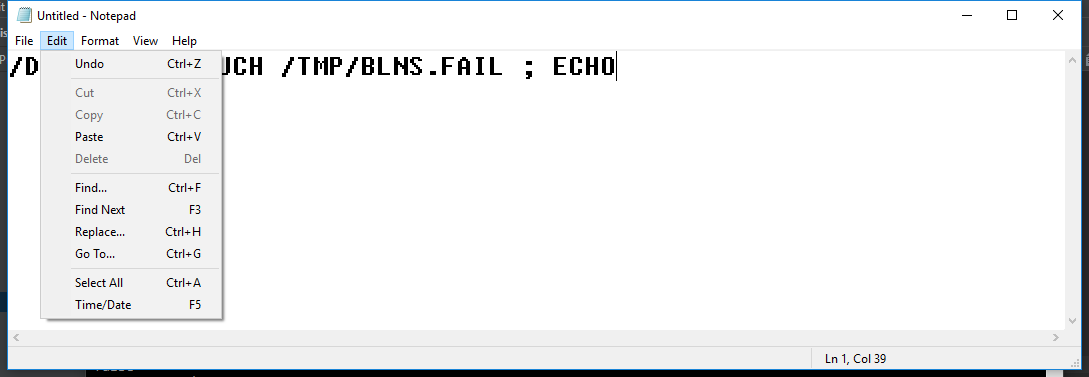 Untitled - Notepad
File Edit Format View Help
/D UCH /TMP/BLNS.FAIL ; ECHO
Undo Ctrl+Z
Cut Ctrl+X
Copy Ctrl+C
Paste Ctrl+V
Delete Del
Find... Ctrl+F
Find Next F3
Replace... Ctrl+H
Go To... Ctrl+G
Select All Ctrl+A
Time/Date F5
Ln 1, Col 39